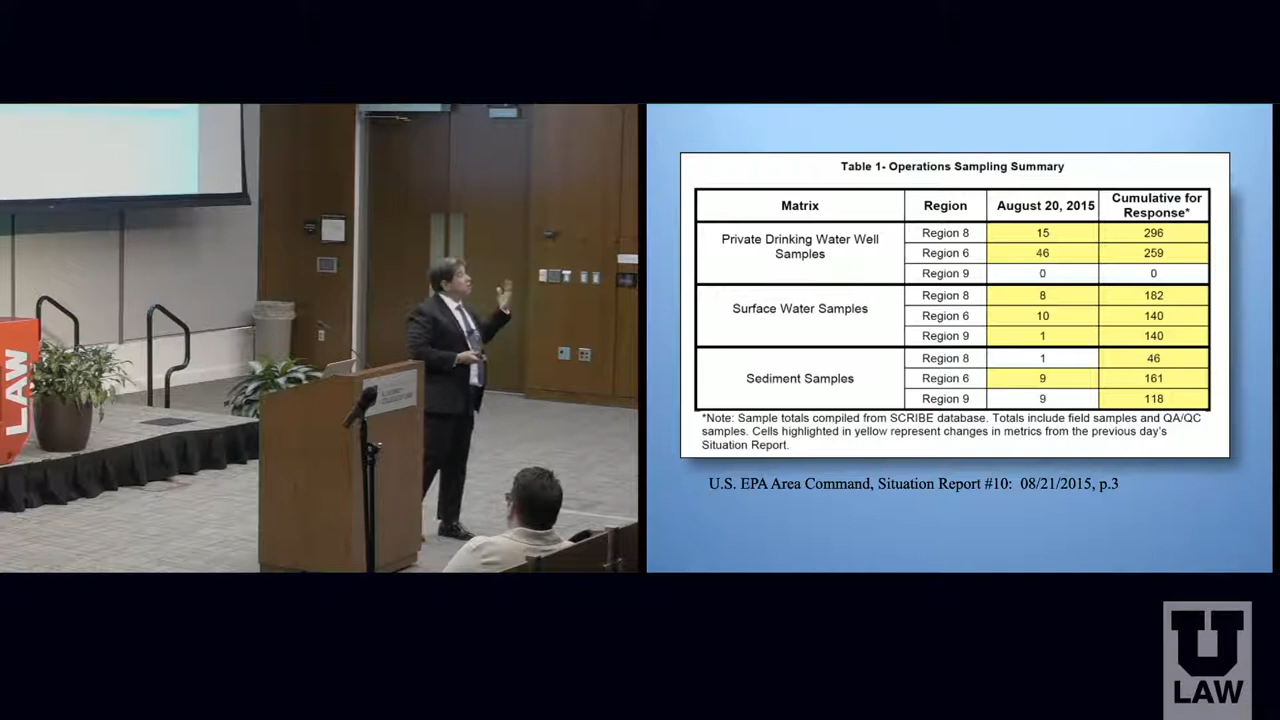 LAW
Table 1- Operations Sampling Summary
Matrix Region August 20, 2015 Cumulative for Response*
Private Drinking Water Well Samples Region 8 15 296
Region 6 46 259
Region 9 0 0
Surface Water Samples Region 8 8 182
Region 6 10 140
Region 9 1 140
Sediment Samples Region 8 1 46
Region 6 9 161
Region 9 9 118
*Note: Sample totals compiled from SCRIBE database. Totals include field samples and QA/QC
samples. Cells highlighted in yellow represent changes in metrics from the previous day's
Situation Report.
U.S. EPA Area Command, Situation Report #10: 08/21/2015, p.3
U
LAW